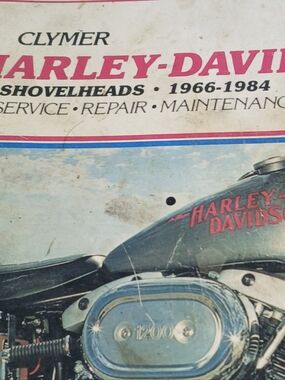 CLYMER
HARLEY-DAVI
SHOVELHEADS • 1966-1984
SERVICE • REPAIR • MAINTENANC
HARLEY-
DAVIDSO
1200